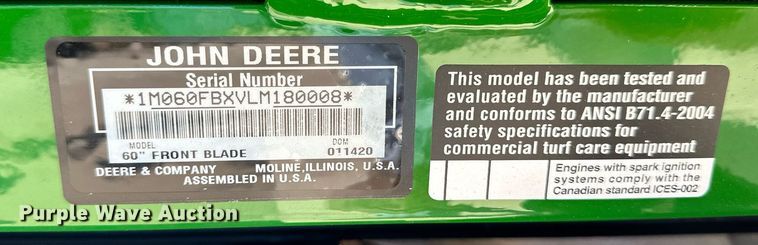 JOHN DEERE
Serial Number
*1M060FBXVLM180008*
MODEL DOM
60" FRONT BLADE 011420
DEERE & COMPANY MOLINE, ILLINOIS, U.S.A.
ASSEMBLED IN U.S.A.
This model has been tested and
evaluated by the manufacturer
and conforms to ANSI B71.4-2004
safety specifications for
commercial turf care equipment
Engines with spark ignition
systems comply with the
Canadian standard ICES-002
Purple Wave Auction